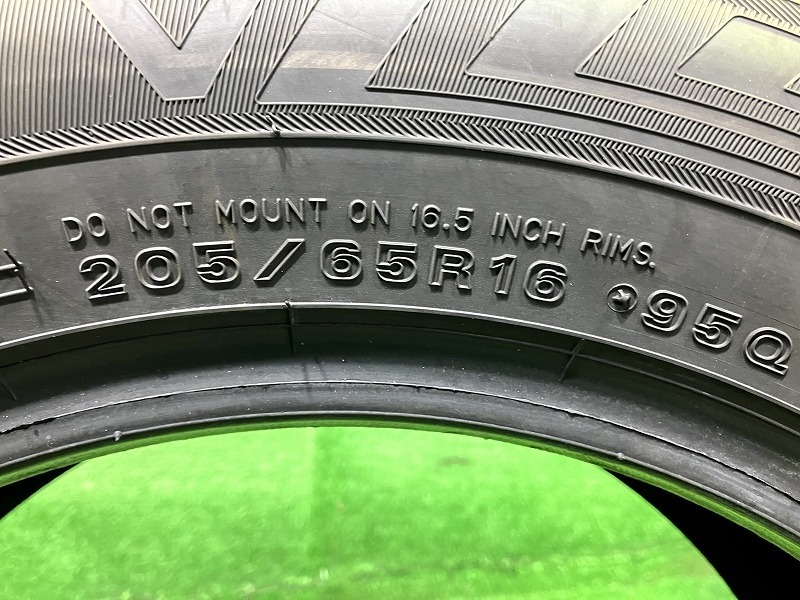 DO NOT MOUNT ON 16.5 INCH RIMS.
205/65R16 95Q